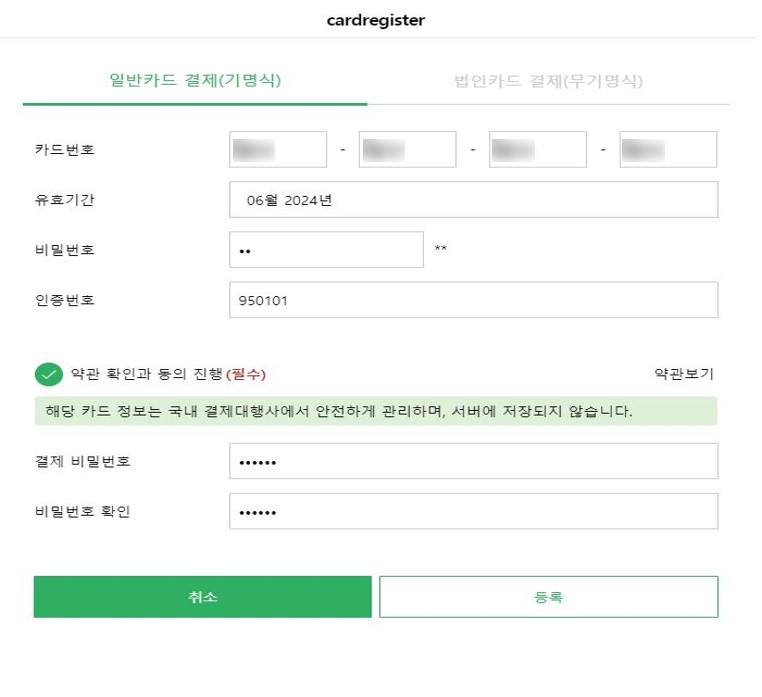 cardregister
일반카드 결제(기명식) 법인카드 결제(무기명식)
카드번호 - - -
유효기간 06월 2024년
비밀번호 •• **
인증번호 950101
약관 확인과 동의 진행(필수) 약관보기
해당 카드 정보는 국내 결제대행사에서 안전하게 관리하며, 서버에 저장되지 않습니다.
결제 비밀번호 ••••••
비밀번호 확인 ••••••
취소 등록